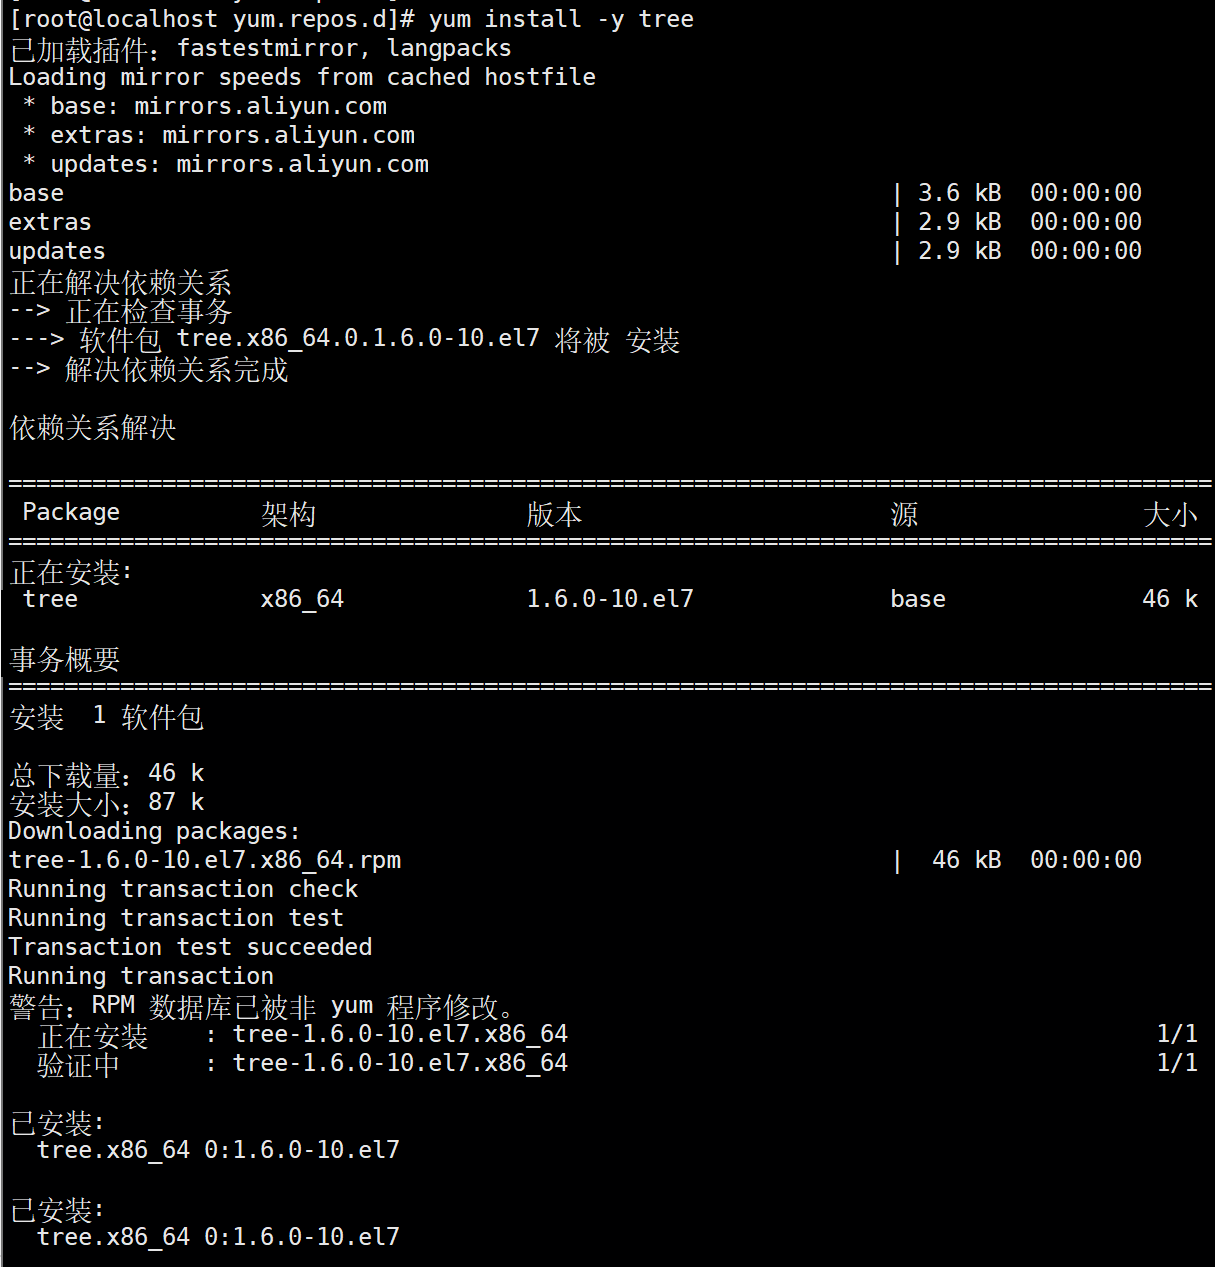 [root@localhost yum.repos.d]# yum install -y tree
已加载插件：fastestmirror, langpacks
Loading mirror speeds from cached hostfile
 * base: mirrors.aliyun.com
 * extras: mirrors.aliyun.com
 * updates: mirrors.aliyun.com
base | 3.6 kB 00:00:00
extras | 2.9 kB 00:00:00
updates | 2.9 kB 00:00:00
正在解决依赖关系
--> 正在检查事务
---> 软件包 tree.x86_64.0.1.6.0-10.el7 将被 安装
--> 解决依赖关系完成
依赖关系解决
================================================================================
Package 架构 版本 源 大小
================================================================================
正在安装:
tree x86_64 1.6.0-10.el7 base 46 k
事务概要
================================================================================
安装 1 软件包
总下载量：46 k
安装大小：87 k
Downloading packages:
tree-1.6.0-10.el7.x86_64.rpm | 46 kB 00:00:00
Running transaction check
Running transaction test
Transaction test succeeded
Running transaction
警告：RPM 数据库已被非 yum 程序修改。
正在安装 : tree-1.6.0-10.el7.x86_64 1/1
验证中 : tree-1.6.0-10.el7.x86_64 1/1
已安装:
tree.x86_64 0:1.6.0-10.el7
已安装:
tree.x86_64 0:1.6.0-10.el7